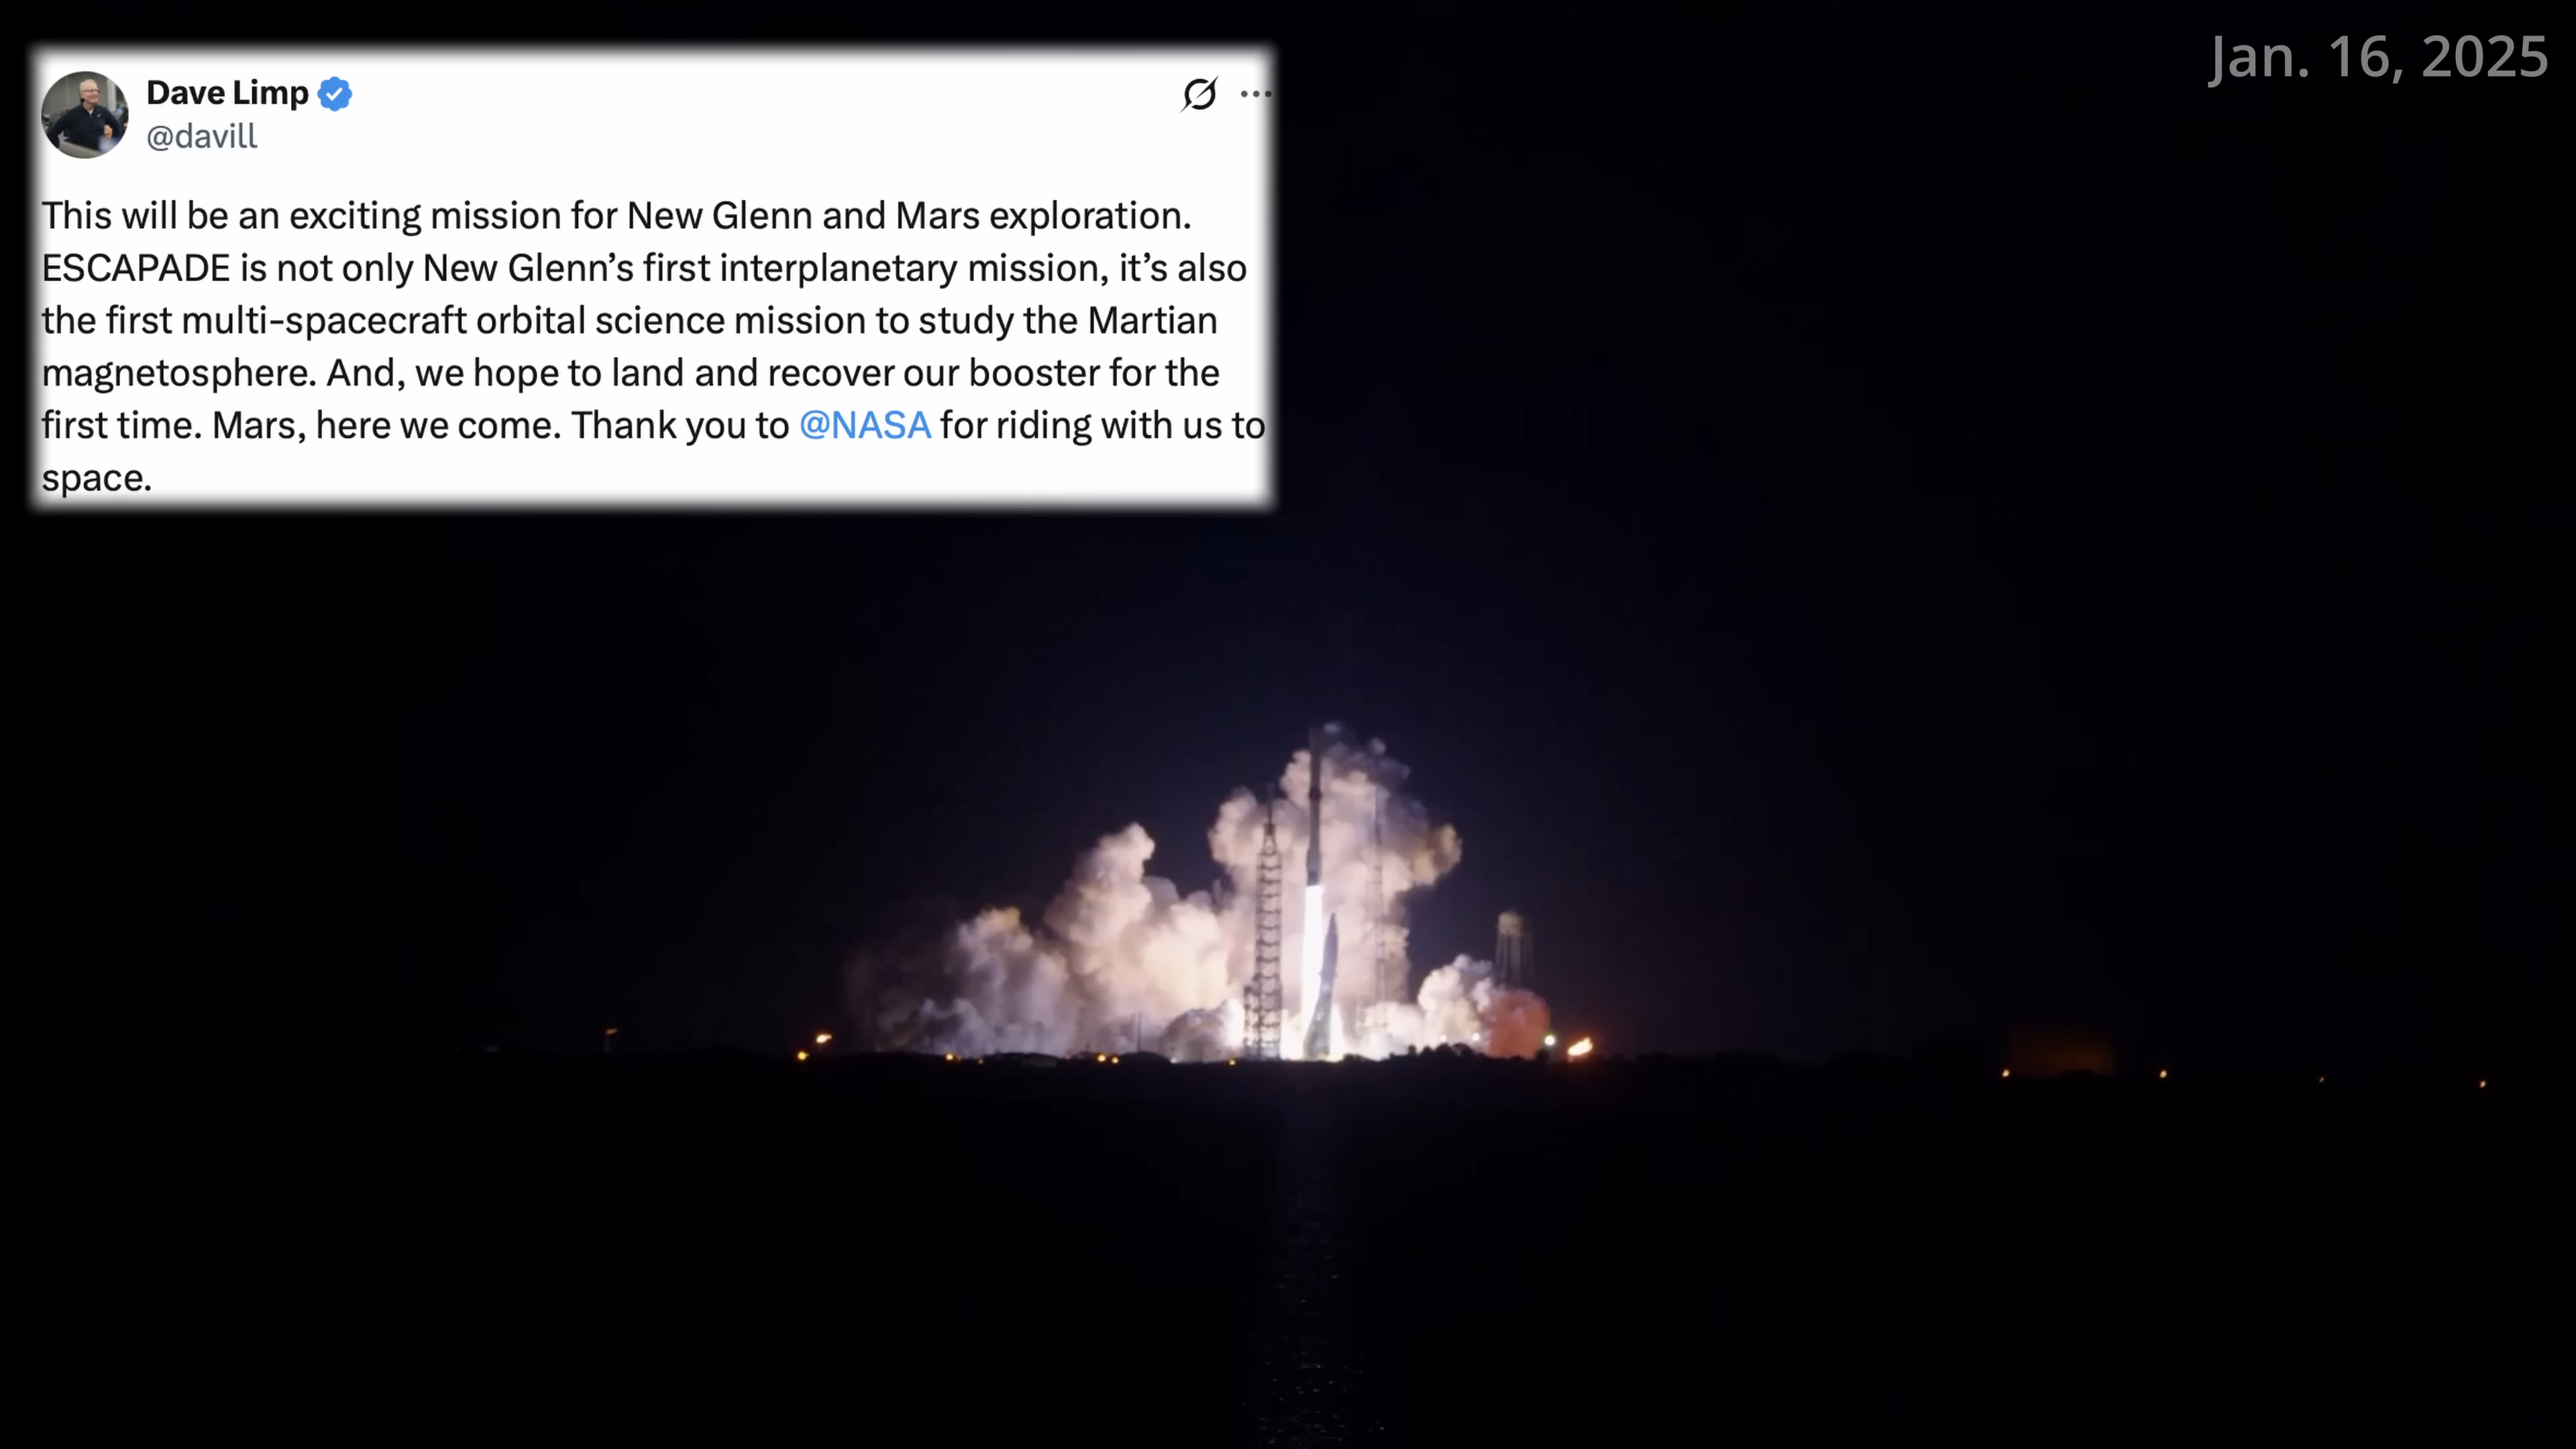 Jan. 16, 2025
Dave Limp
@davill
This will be an exciting mission for New Glenn and Mars exploration.
ESCAPADE is not only New Glenn’s first interplanetary mission, it’s also
the first multi-spacecraft orbital science mission to study the Martian
magnetosphere. And, we hope to land and recover our booster for the
first time. Mars, here we come. Thank you to @NASA for riding with us to
space.